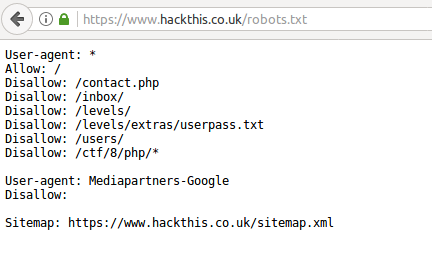 https://www.hackthis.co.uk/robots.txt
User-agent: *
Allow: /
Disallow: /contact.php
Disallow: /inbox/
Disallow: /levels/
Disallow: /levels/extras/userpass.txt
Disallow: /users/
Disallow: /ctf/8/php/*
User-agent: Mediapartners-Google
Disallow:
Sitemap: https://www.hackthis.co.uk/sitemap.xml